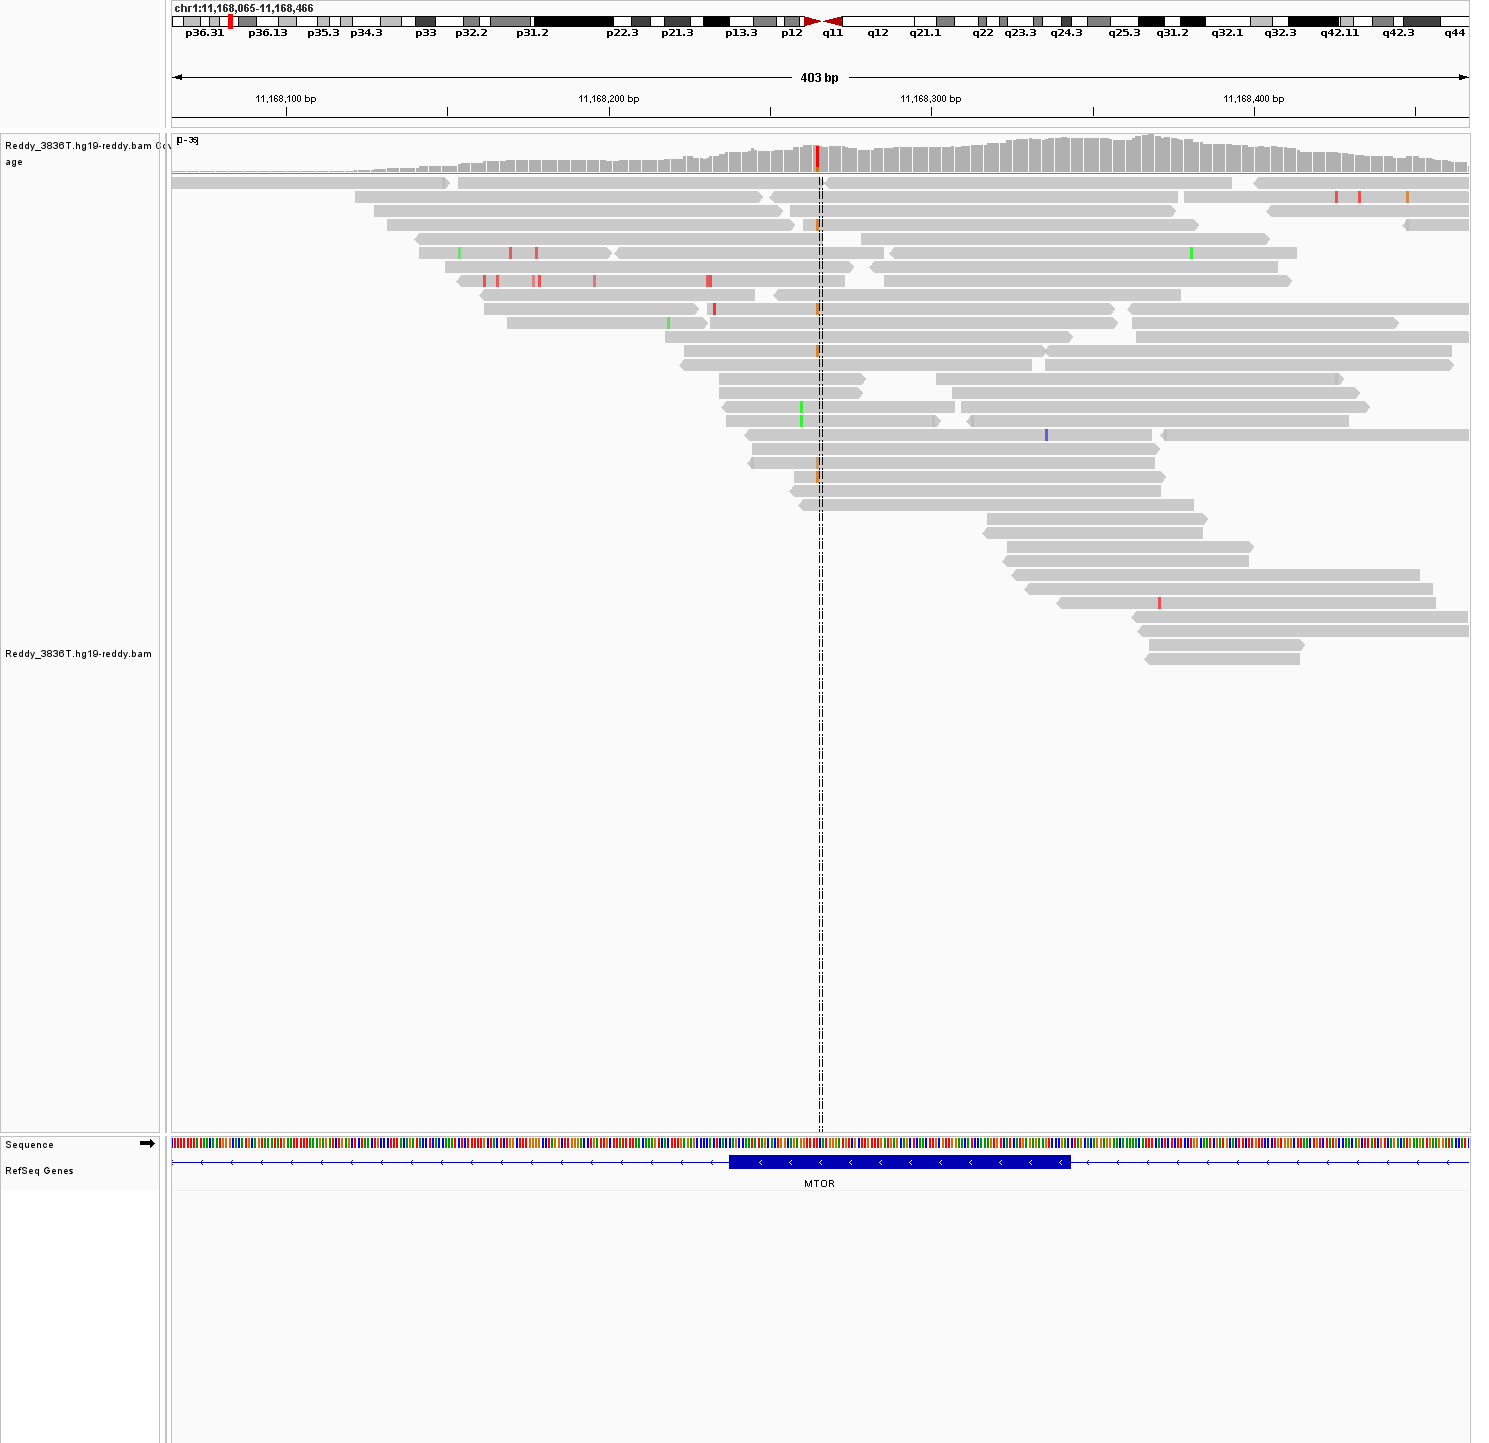 chr1:11,168,065-11,168,466
p36.31 p36.13 p35.3 p34.3 p33 p32.2 p31.2 p22.3 p21.3 p13.3 p12 q11 q12 q21.1 q22 q23.3 q24.3 q25.3 q31.2 q32.1 q32.3 q42.11 q42.3 q44
403 bp
11,168,100 bp 11,168,200 bp 11,168,300 bp 11,168,400 bp
Reddy_3836T.hg19-reddy.bam Cov
age
[0-36]
Reddy_3836T.hg19-reddy.bam
Sequence
RefSeq Genes
MTOR